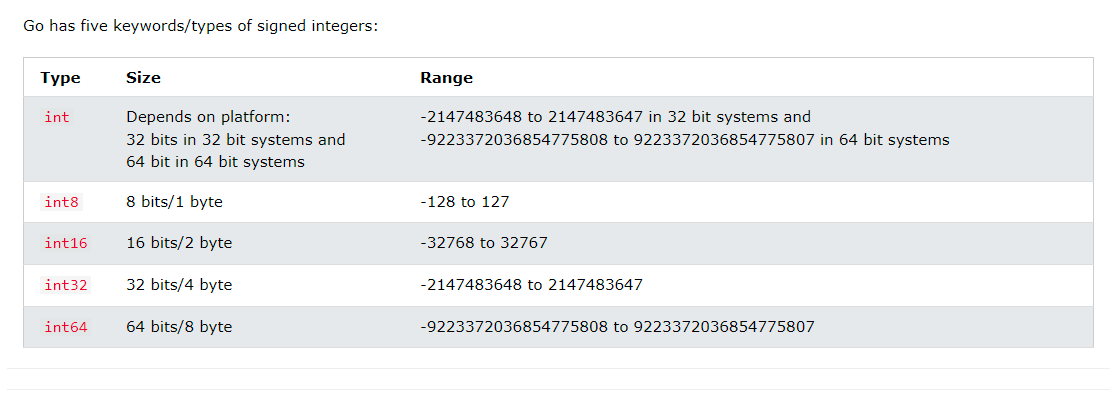 Go has five keywords/types of signed integers:
Type Size Range
int Depends on platform: -2147483648 to 2147483647 in 32 bit systems and
32 bits in 32 bit systems and -9223372036854775808 to 9223372036854775807 in 64 bit systems
64 bit in 64 bit systems
int8 8 bits/1 byte -128 to 127
int16 16 bits/2 byte -32768 to 32767
int32 32 bits/4 byte -2147483648 to 2147483647
int64 64 bits/8 byte -9223372036854775808 to 9223372036854775807